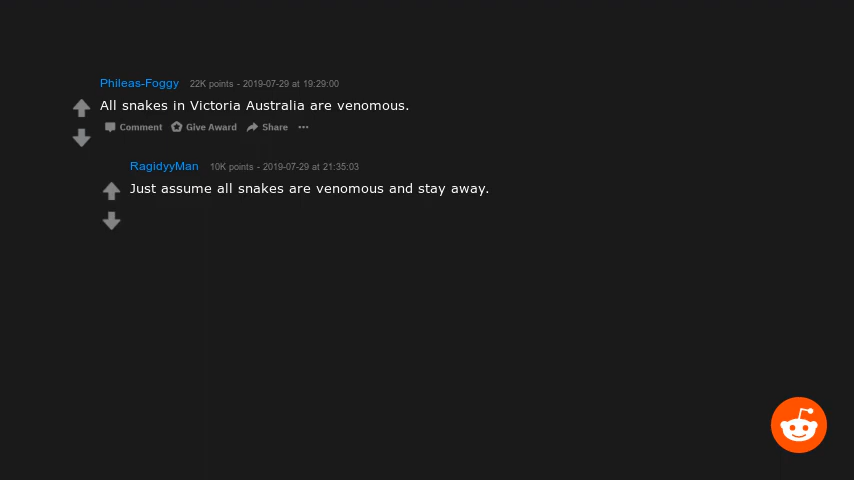 Phileas-Foggy 22K points - 2019-07-29 at 19:29:00
All snakes in Victoria Australia are venomous.
Comment Give Award Share ···
RagidyyMan 10K points - 2019-07-29 at 21:35:03
Just assume all snakes are venomous and stay away.